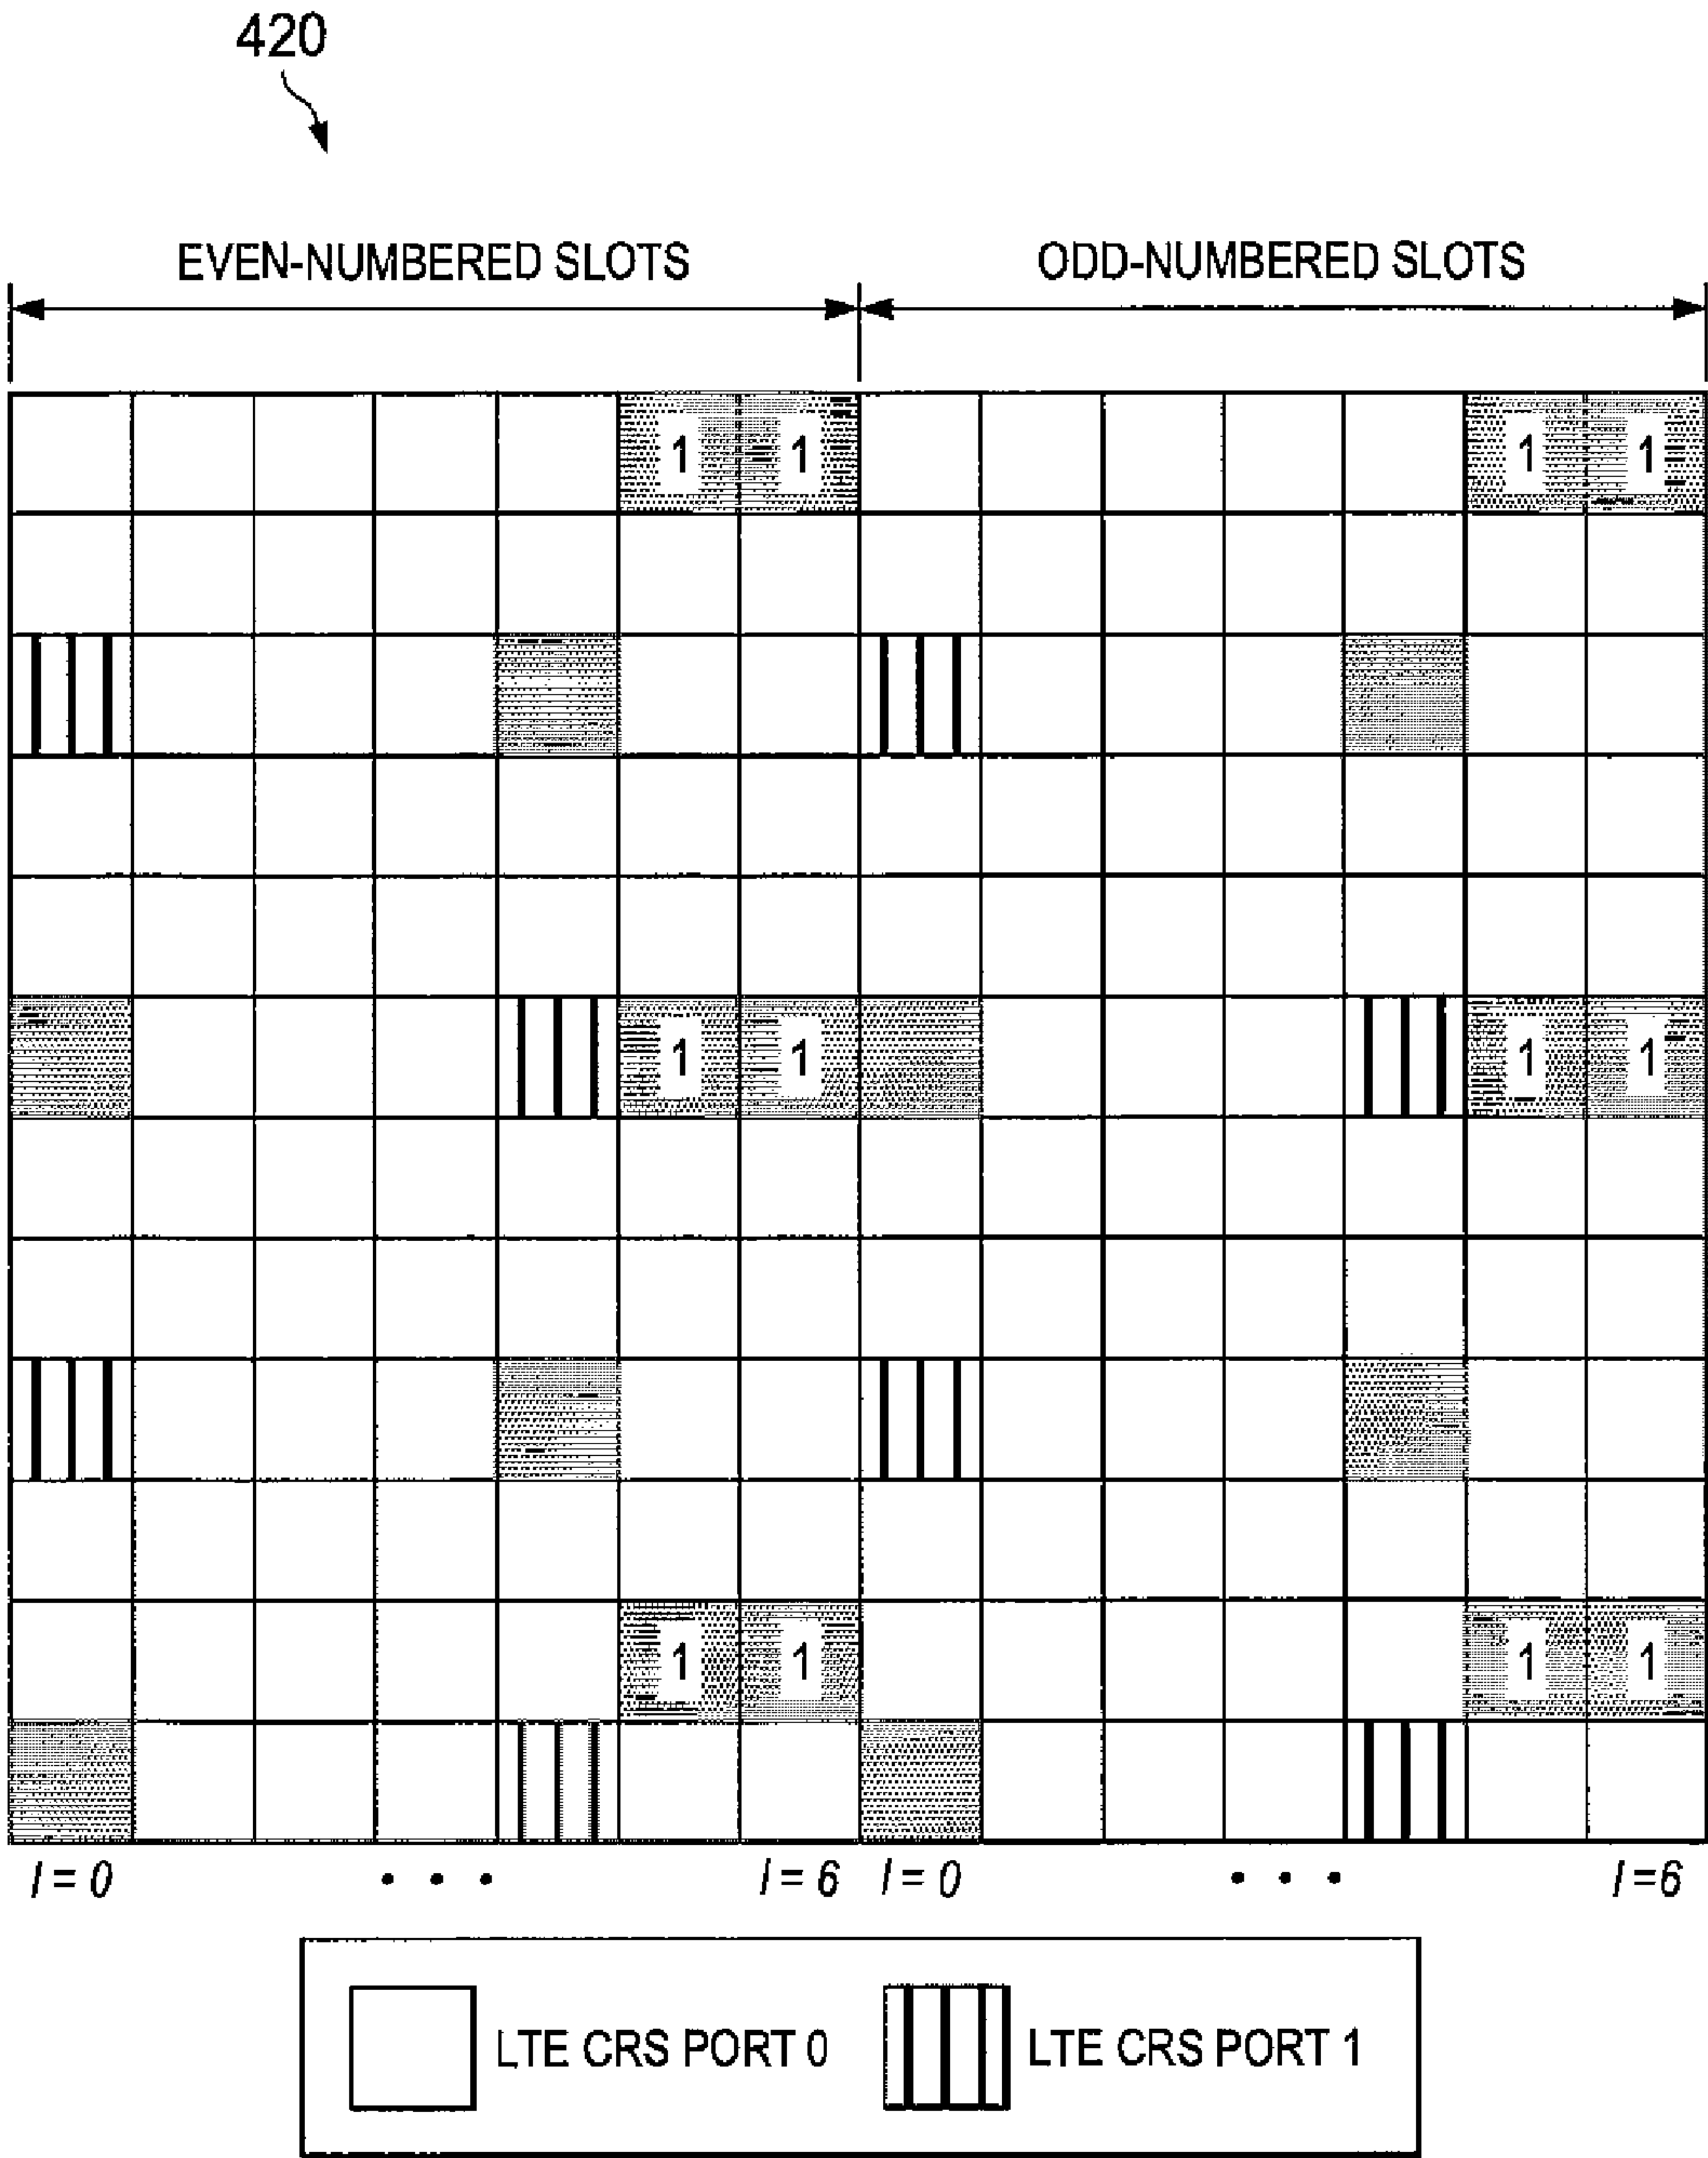 420
EVEN-NUMBERED SLOTS ODD-NUMBERED SLOTS
1 1 1 1
1 1 1 1
1 1 1 1
l = 0 • • • l = 6 l = 0 • • • l =6
LTE CRS PORT 0 LTE CRS PORT 1